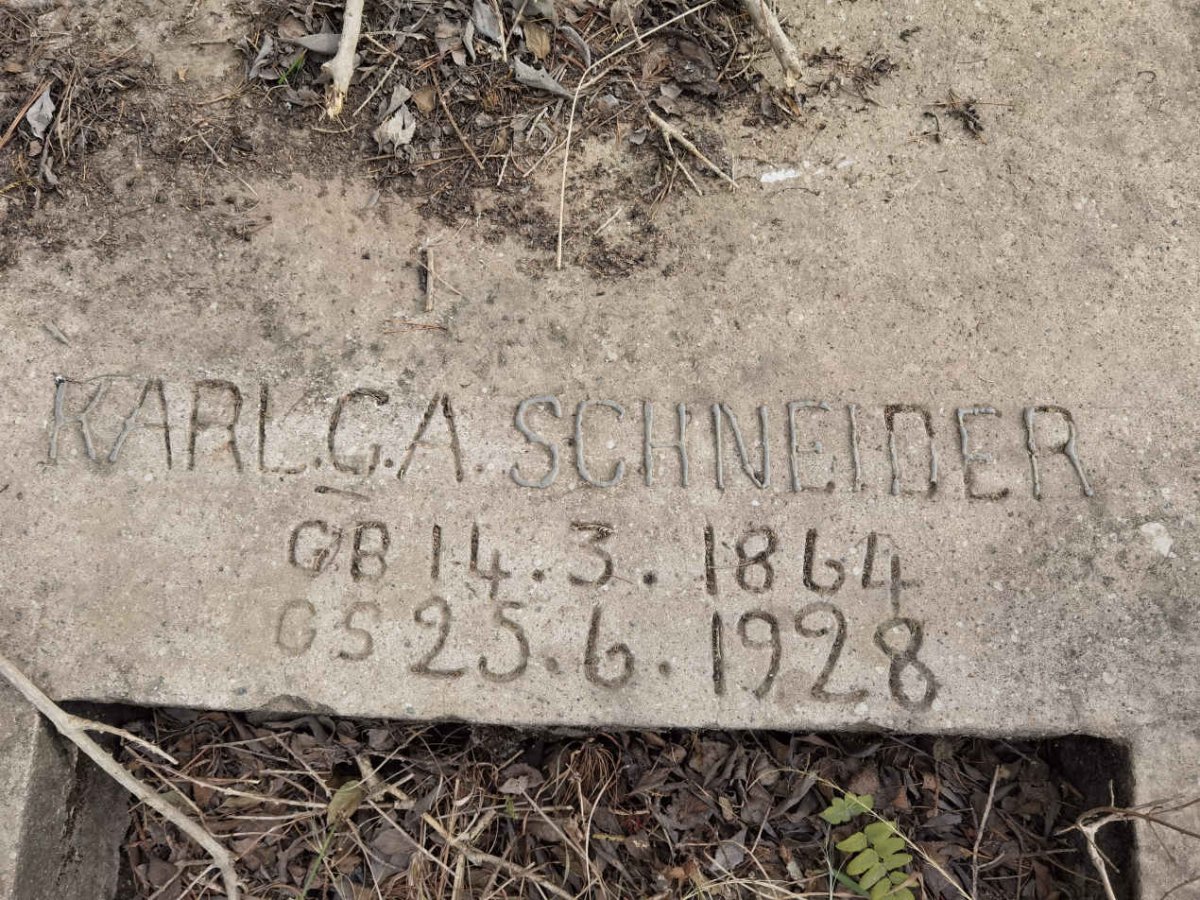 KARL.G.A. SCHNEIDER
GB 14.3. 1864
GS 25.6. 1928